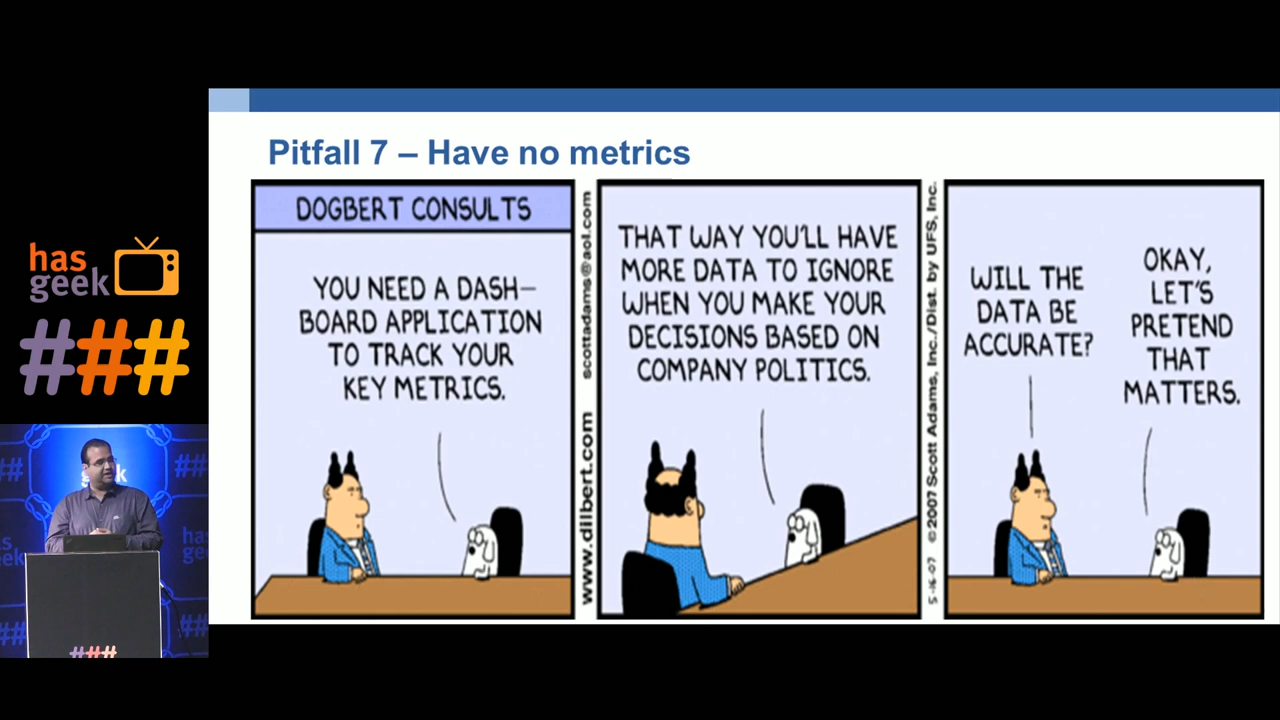 Pitfall 7 – Have no metrics
DOGBERT CONSULTS
YOU NEED A DASH–
BOARD APPLICATION
TO TRACK YOUR
KEY METRICS.
www.dilbert.com scottadams@aol.com
THAT WAY YOU'LL HAVE
MORE DATA TO IGNORE
WHEN YOU MAKE YOUR
DECISIONS BASED ON
COMPANY POLITICS.
5-16-07 ©2007 Scott Adams, Inc./Dist. by UFS, Inc.
WILL THE
DATA BE
ACCURATE?
OKAY,
LET'S
PRETEND
THAT
MATTERS.
has
geek
###
##
geek
##
has
geek
##
##
###